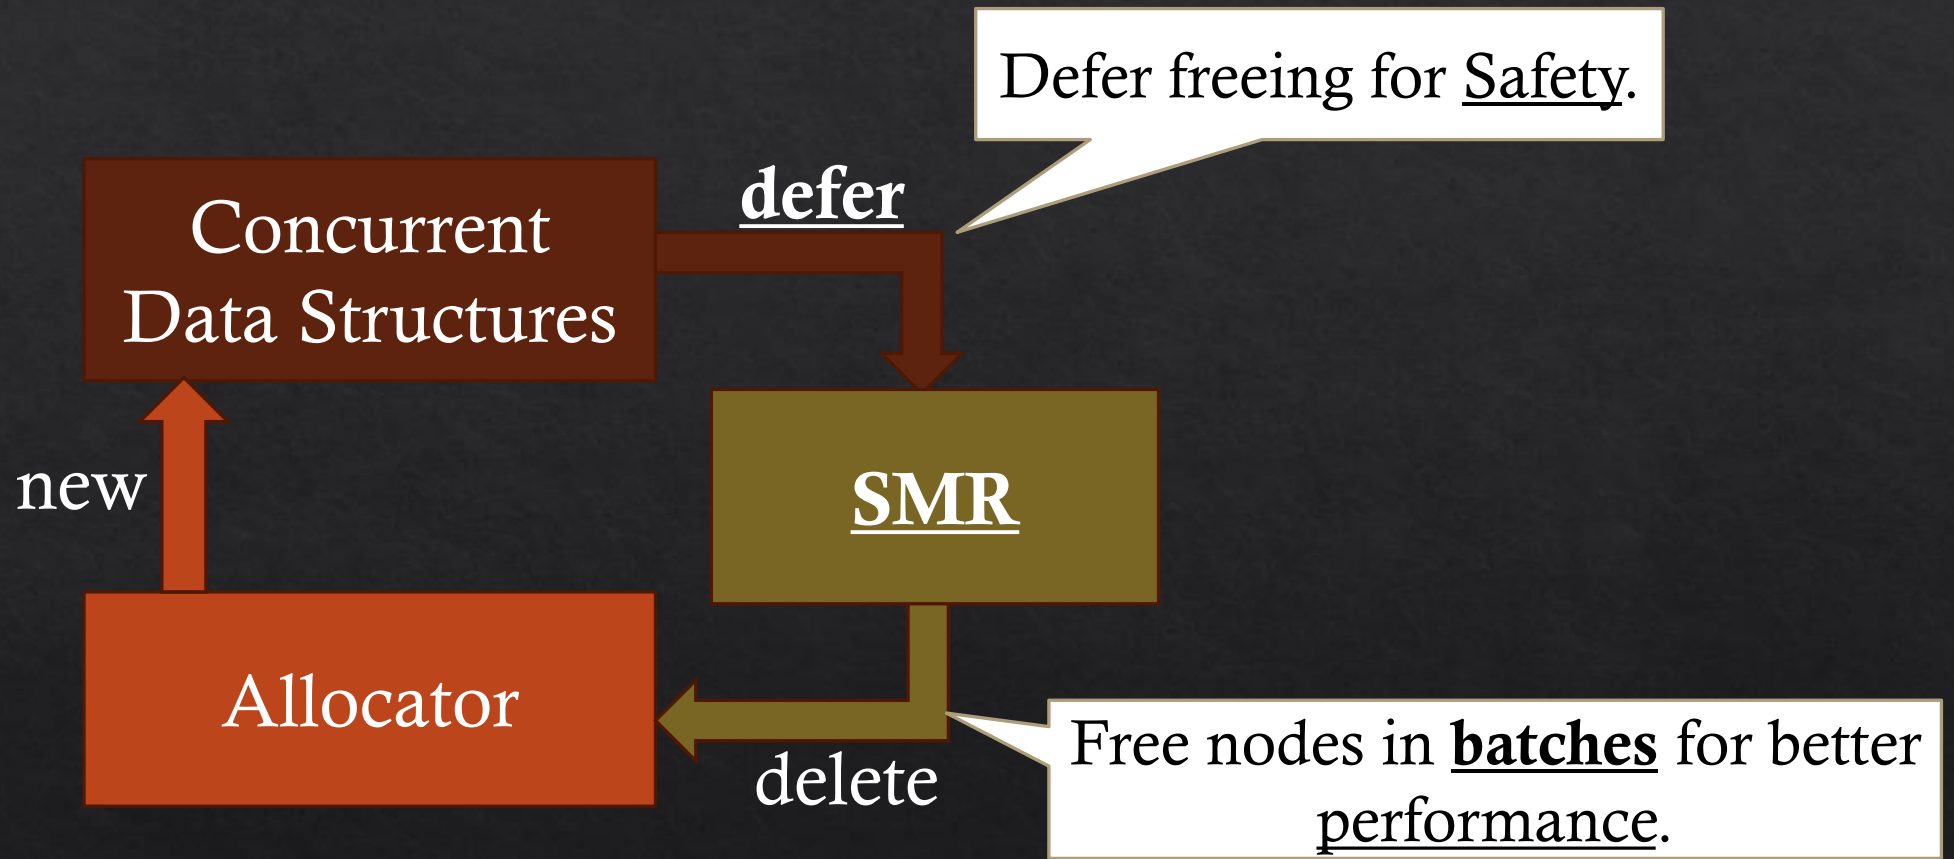 Defer freeing for Safety.
defer
Concurrent
Data Structures
new
SMR
Allocator
delete
Free nodes in batches for better
performance.